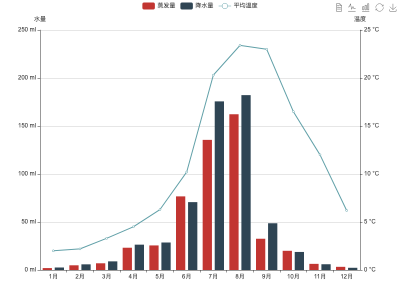 蒸发量 降水量 平均温度
水量 温度
250 ml 25 °C
200 ml 20 °C
150 ml 15 °C
100 ml 10 °C
50 ml 5 °C
0 ml 0 °C
1月 2月 3月 4月 5月 6月 7月 8月 9月 10月 11月 12月